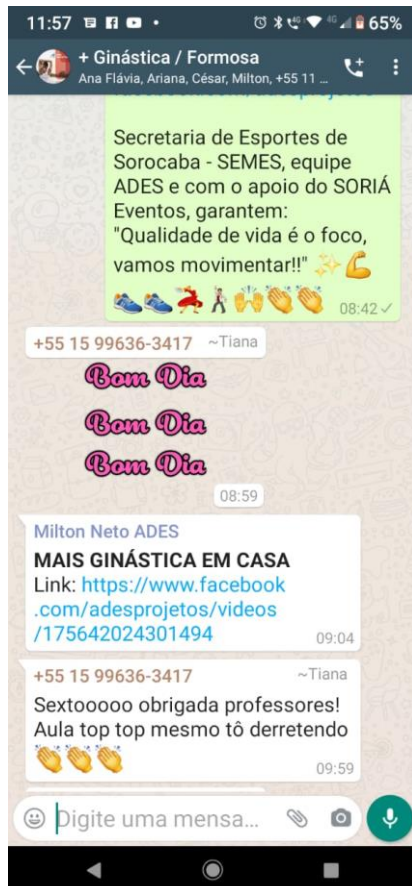 11:57
65%
+ Ginástica / Formosa
Ana Flávia, Ariana, César, Milton, +55 11 ...
Secretaria de Esportes de
Sorocaba - SEMES, equipe
ADES e com o apoio do SORIÁ
Eventos, garantem:
"Qualidade de vida é o foco,
vamos movimentar!!" ✨💪
08:42
+55 15 99636-3417 ~Tiana
Bom Dia
Bom Dia
Bom Dia
08:59
Milton Neto ADES
MAIS GINÁSTICA EM CASA
Link: https://www.facebook
.com/adesprojetos/videos
/175642024301494
09:04
+55 15 99636-3417 ~Tiana
Sextooooo obrigada professores!
Aula top top mesmo tô derretendo
👏👏👏
09:59
Digite uma mensa...